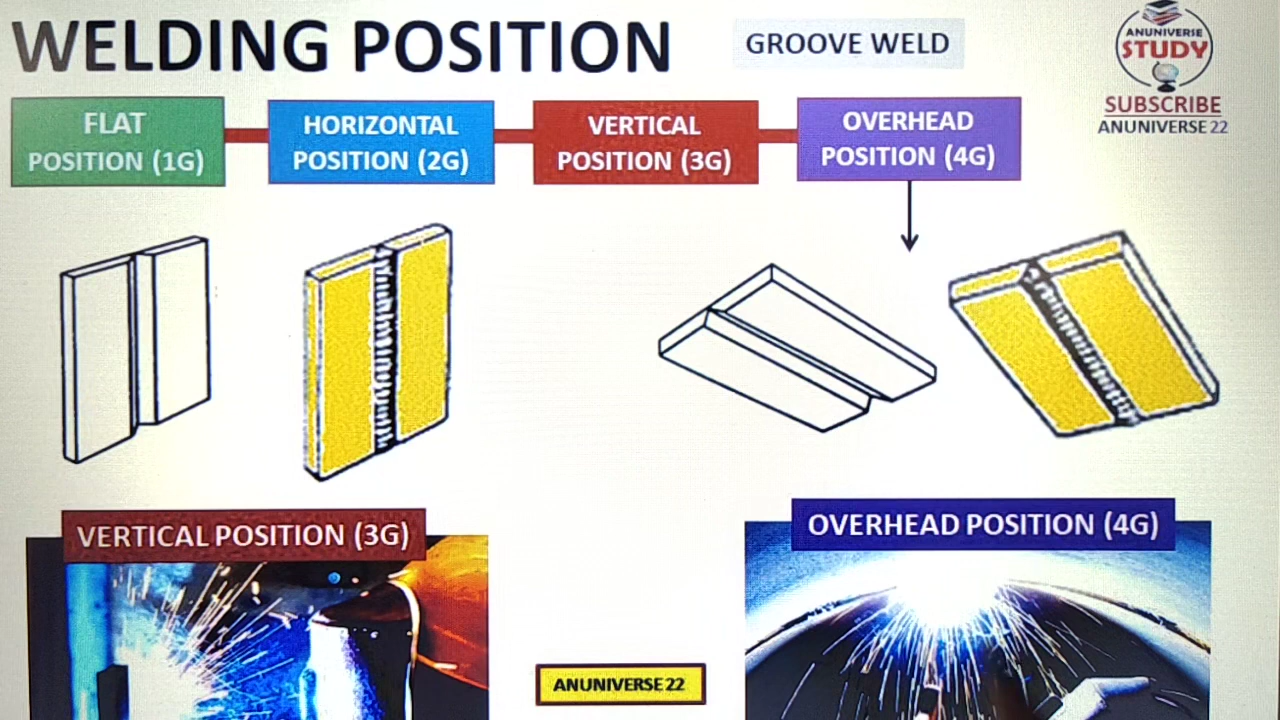 WELDING POSITION
GROOVE WELD
ANUNIVERSE
STUDY
SUBSCRIBE
ANUNIVERSE 22
FLAT
POSITION (1G)
HORIZONTAL
POSITION (2G)
VERTICAL
POSITION (3G)
OVERHEAD
POSITION (4G)
VERTICAL POSITION (3G)
OVERHEAD POSITION (4G)
ANUNIVERSE 22